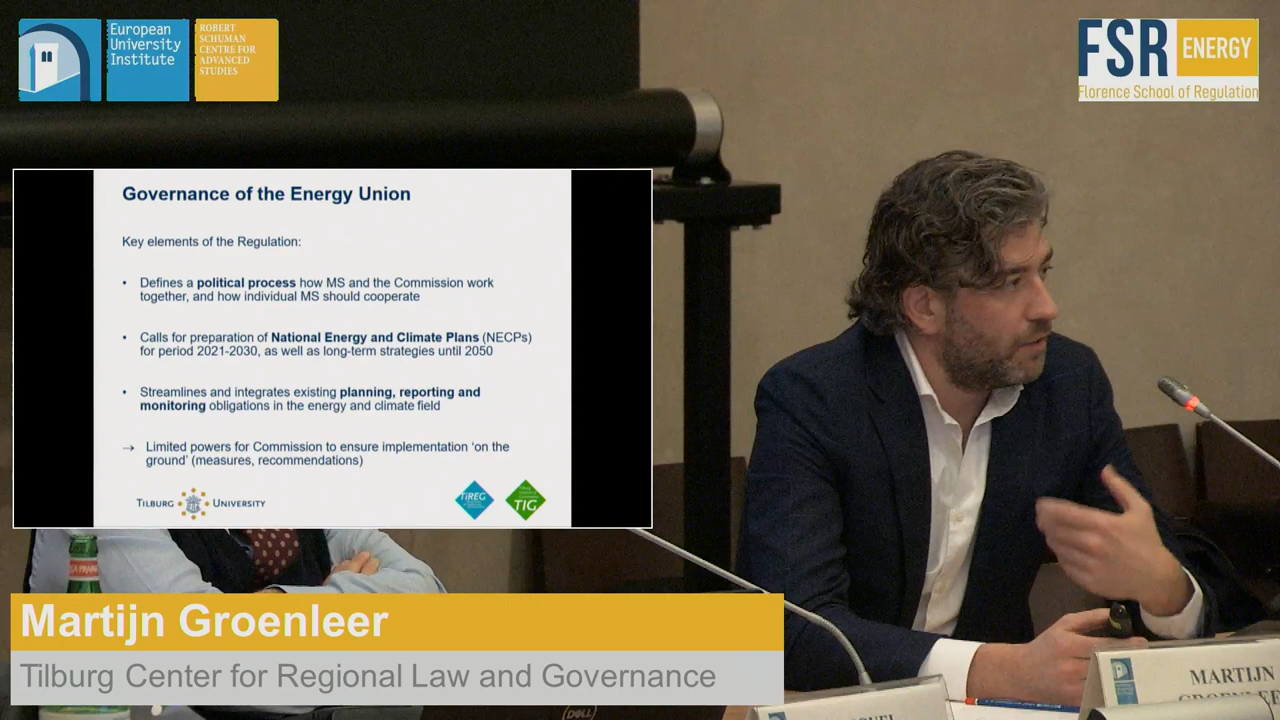 European
University
Institute
ROBERT
SCHUMAN
CENTRE FOR
ADVANCED
STUDIES
FSR ENERGY
Florence School of Regulation
Governance of the Energy Union
Key elements of the Regulation:
• Defines a political process how MS and the Commission work
together, and how individual MS should cooperate
• Calls for preparation of National Energy and Climate Plans (NECPs)
for period 2021-2030, as well as long-term strategies until 2050
• Streamlines and integrates existing planning, reporting and
monitoring obligations in the energy and climate field
→ Limited powers for Commission to ensure implementation ‘on the
ground’ (measures, recommendations)
TILBURG UNIVERSITY
TiREG
TIG
Martijn Groenleer
Tilburg Center for Regional Law and Governance
MARTIJN
DELL